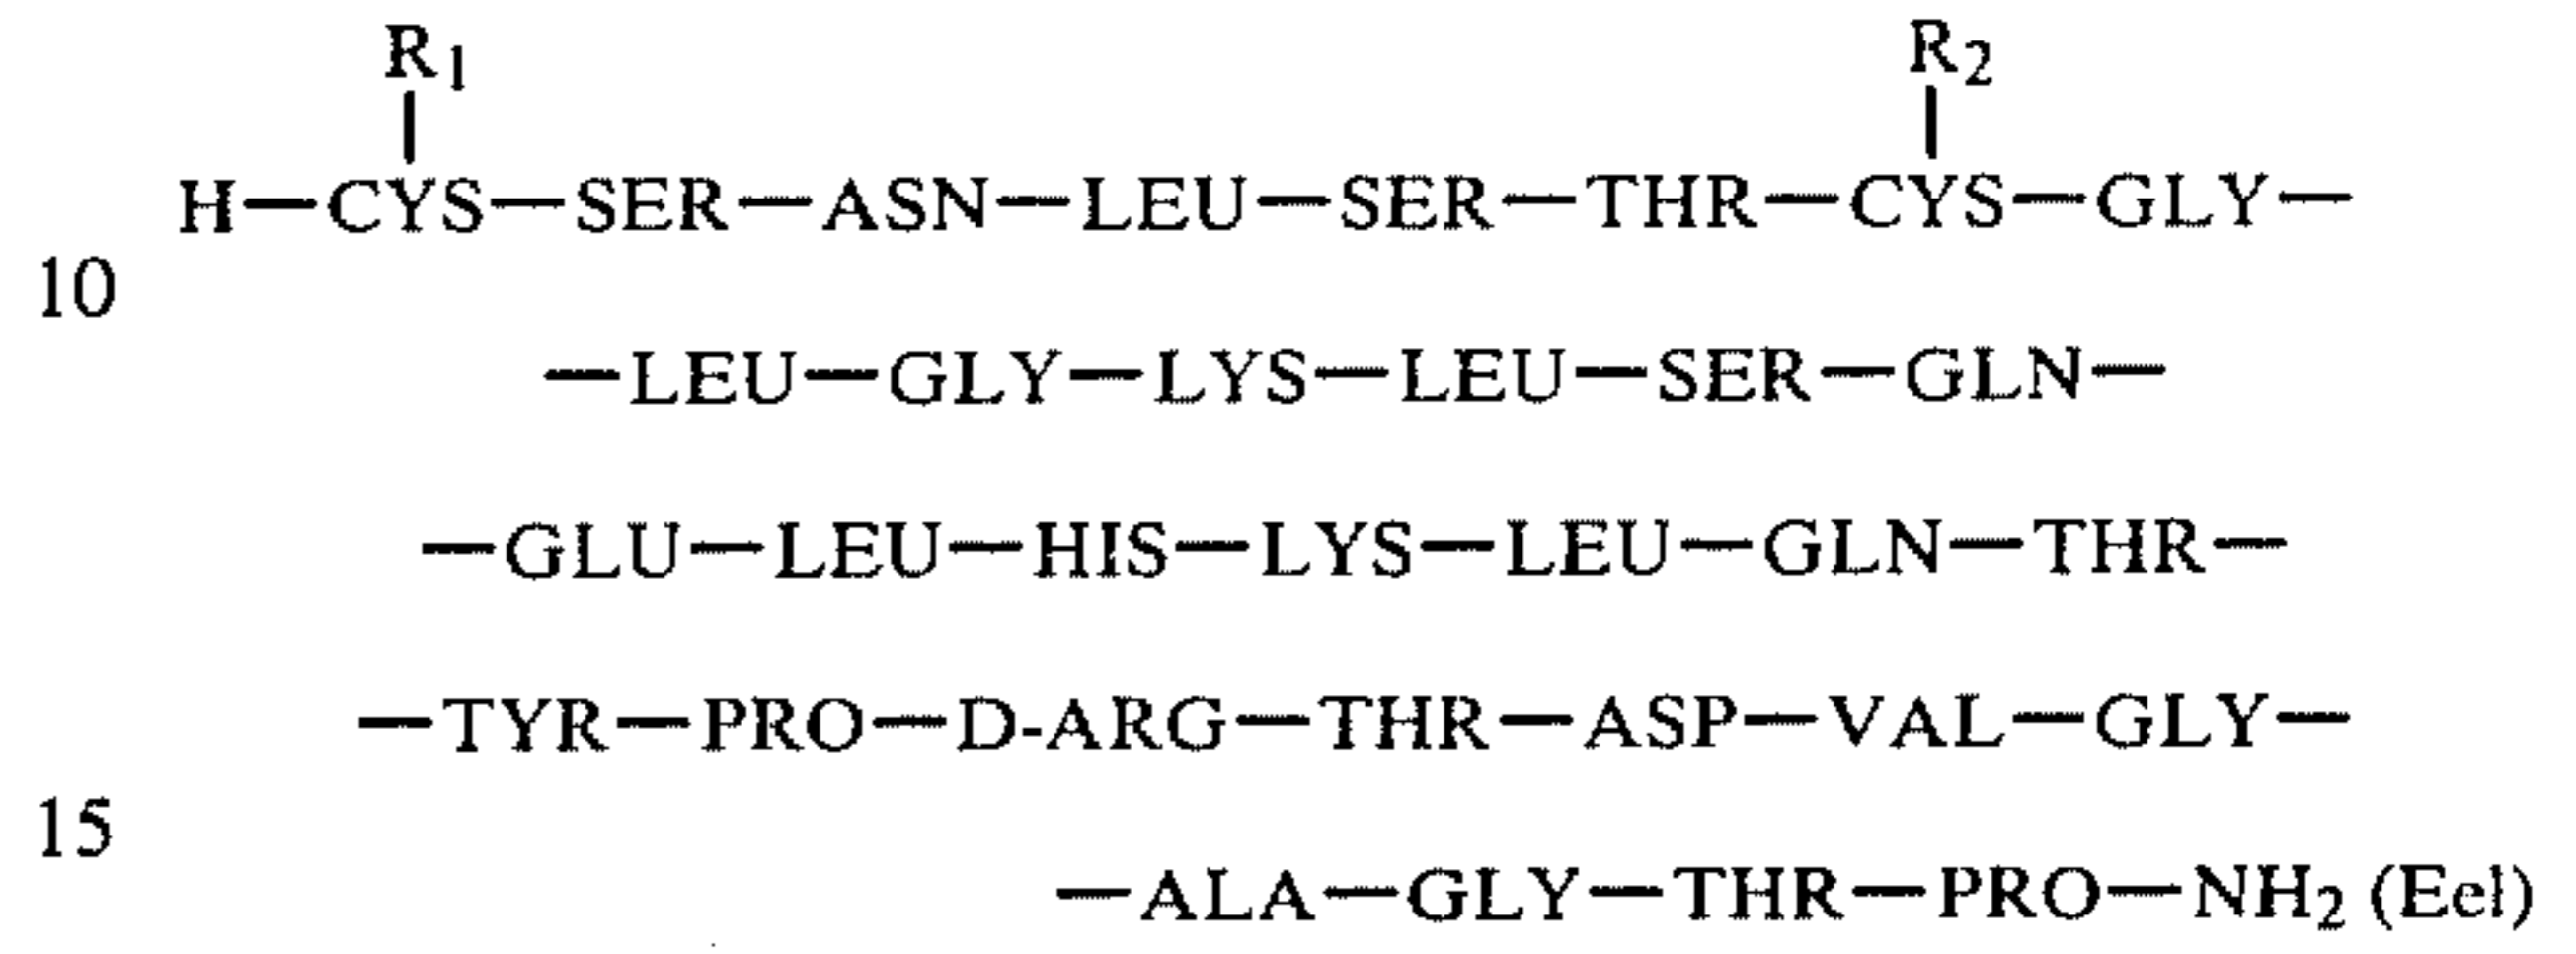 R1 R2
H—CYS—SER—ASN—LEU—SER—THR—CYS—GLY—
10
—LEU—GLY—LYS—LEU—SER—GLN—
—GLU—LEU—HIS—LYS—LEU—GLN—THR—
—TYR—PRO—D-ARG—THR—ASP—VAL—GLY—
15
—ALA—GLY—THR—PRO—NH2 (Eel)